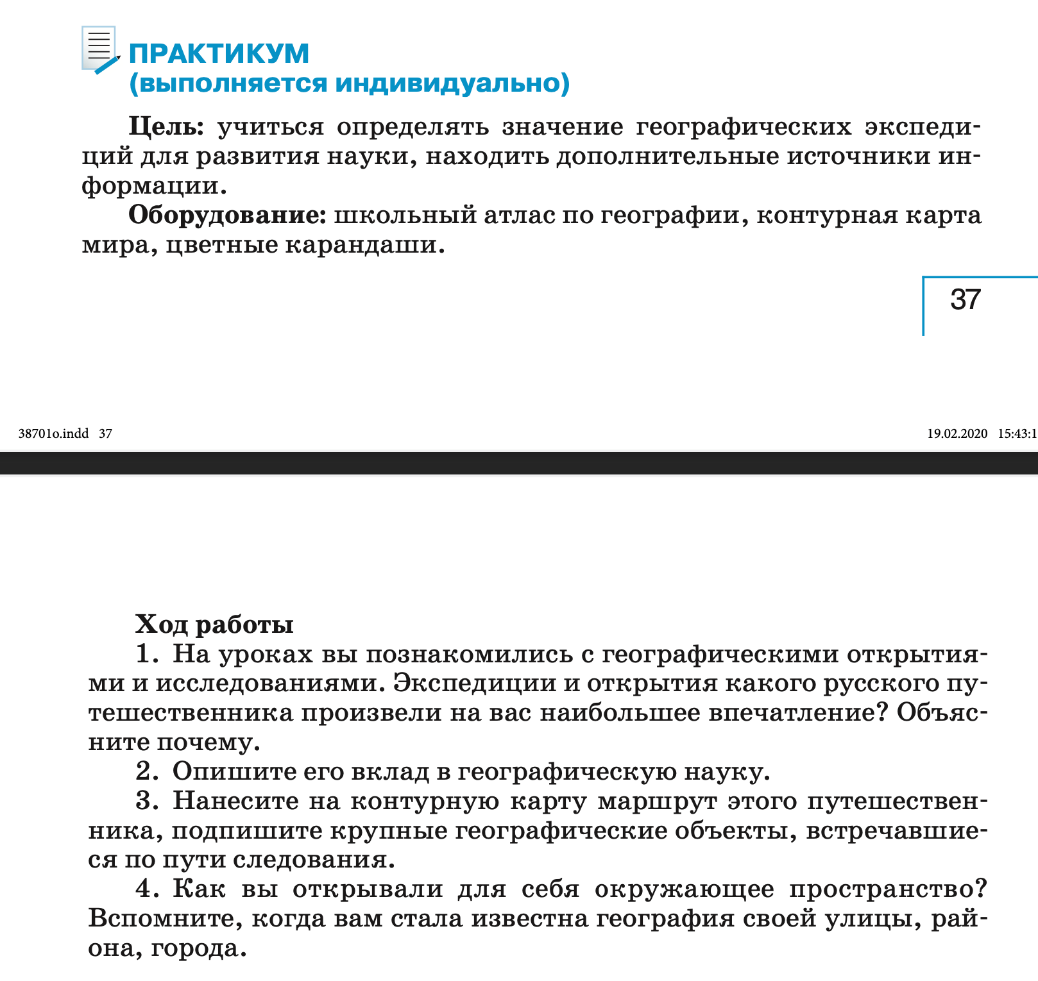 ПРАКТИКУМ
(выполняется индивидуально)
Цель: учиться определять значение географических экспеди-
ций для развития науки, находить дополнительные источники ин-
формации.
Оборудование: школьный атлас по географии, контурная карта
мира, цветные карандаши.
37
38701o.indd 37
19.02.2020 15:43:1
Ход работы
1. На уроках вы познакомились с географическими открытия-
ми и исследованиями. Экспедиции и открытия какого русского пу-
тешественника произвели на вас наибольшее впечатление? Объяс-
ните почему.
2. Опишите его вклад в географическую науку.
3. Нанесите на контурную карту маршрут этого путешествен-
ника, подпишите крупные географические объекты, встречавшие-
ся по пути следования.
4. Как вы открывали для себя окружающее пространство?
Вспомните, когда вам стала известна география своей улицы, рай-
она, города.